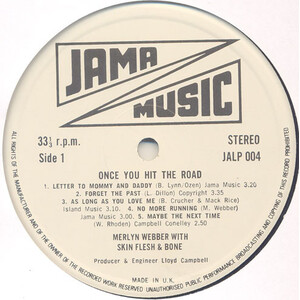 JAMA
MUSIC
33⅓ r.p.m.
STEREO
Side 1
JALP 004
ONCE YOU HIT THE ROAD
1. LETTER TO MOMMY AND DADDY (B. Lynn/Ozen) Jama Music 3.20
2. FORGET THE PAST (L. Dillon) Copyright 3.35
3. AS LONG AS YOU LOVE ME (B. Crucher & Mack Rice)
Island Music 3.10 4. NO MORE RUNNING (M. Webber)
Jama Music 3.00 5. MAYBE THE NEXT TIME
(W. Rhodes) Campbell Connelley) 3.00
MERLYN WEBBER WITH
SKIN FLESH & BONE
Producer & Engineer Lloyd Campbell
MADE IN U.K.
ALL RIGHTS OF THE RECORD MANUFACTURER AND OF THE OWNER OF THE RECORDED WORK RESERVED UNAUTHORISED PUBLIC PERFORMANCE BROADCASTING AND COPYING OF THIS RECORD PROHIBITED